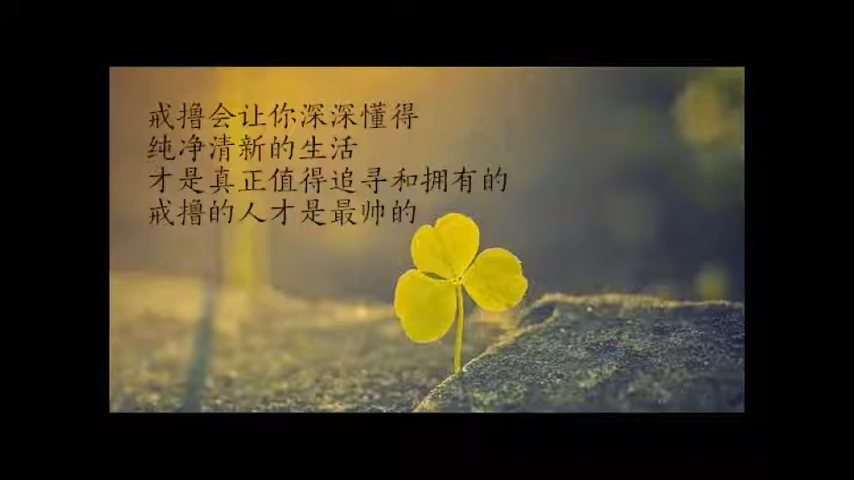 戒撸会让你深深懂得
纯净清新的生活
才是真正值得追寻和拥有的
戒撸的人才是最帅的